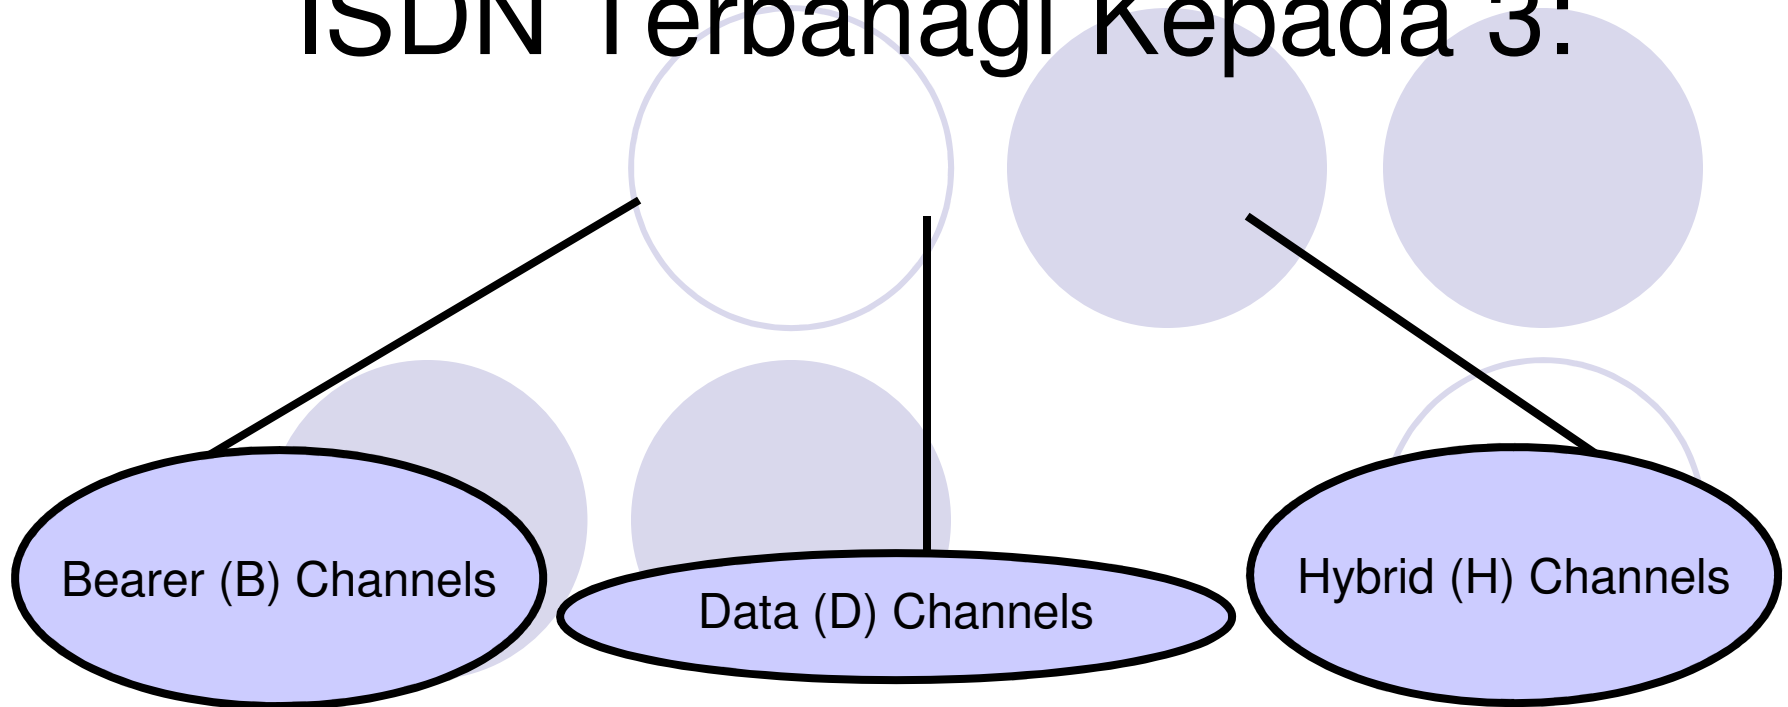 ISDN Terbahagi Kepada 3:
Bearer (B) Channels
Data (D) Channels
Hybrid (H) Channels